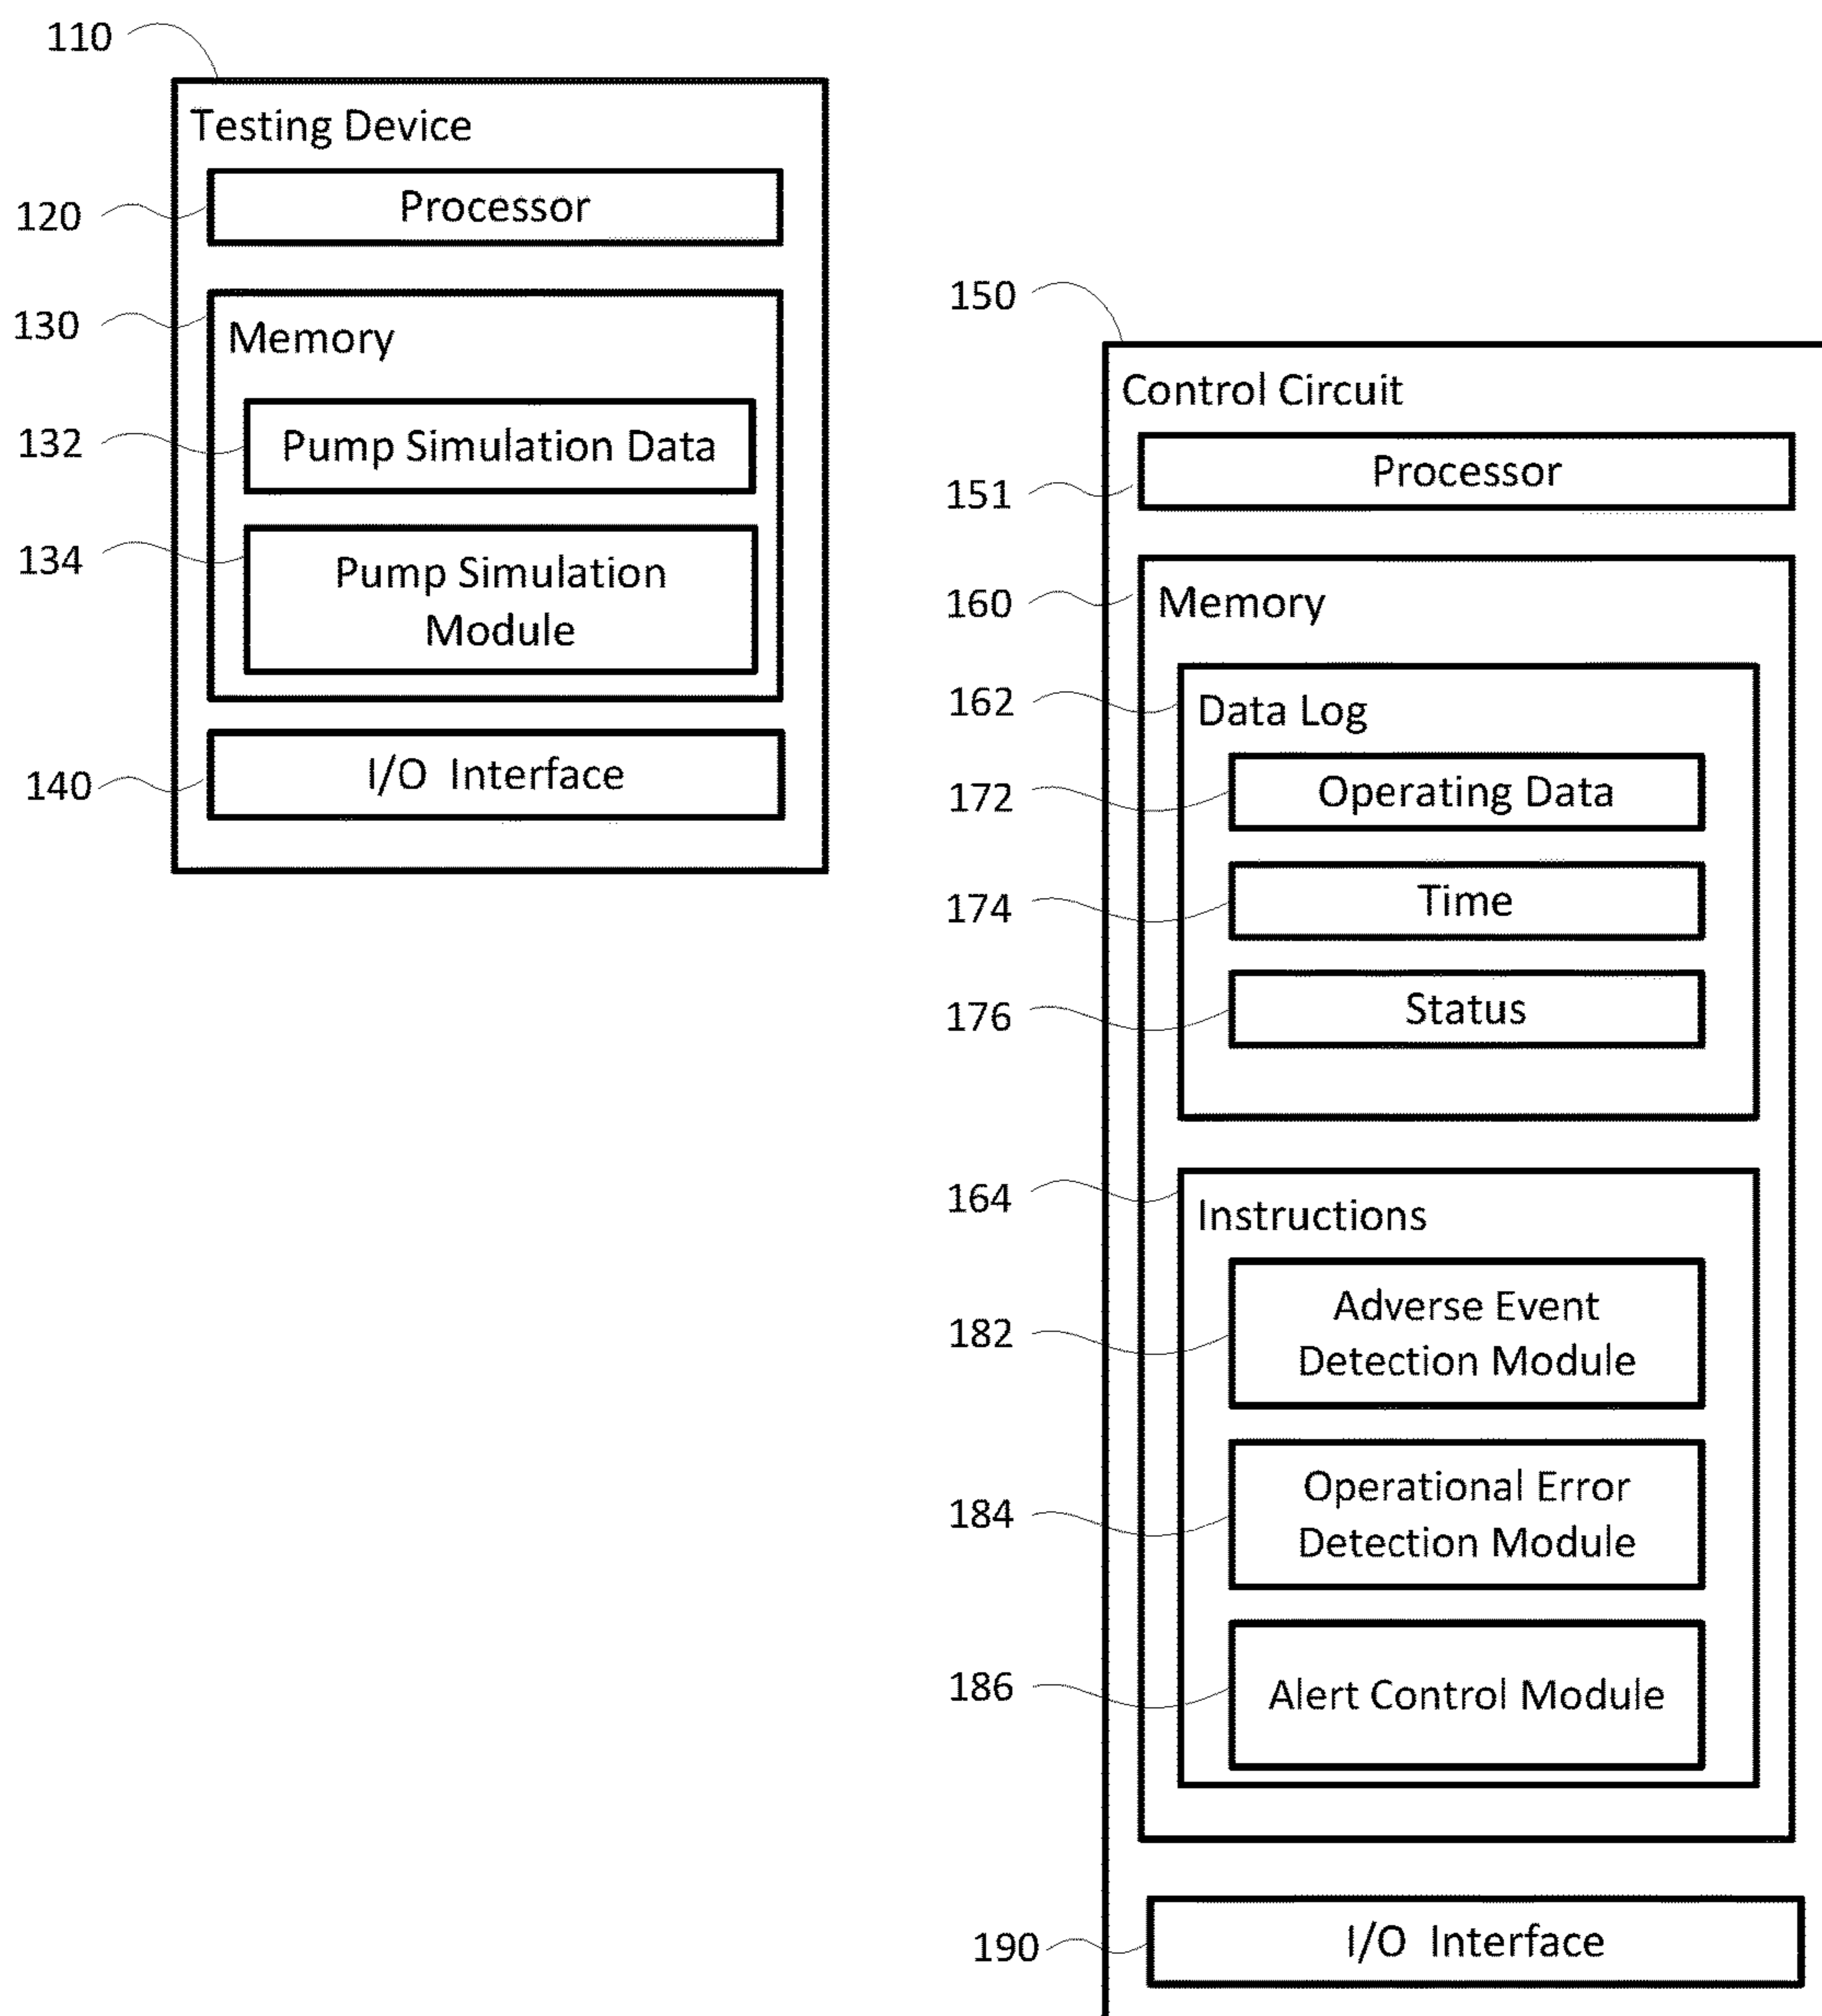 110
Testing Device
120
Processor
130
Memory
132
Pump Simulation Data
134
Pump Simulation
Module
140
I/O Interface
150
Control Circuit
151
Processor
160
Memory
162
Data Log
172
Operating Data
174
Time
176
Status
164
Instructions
182
Adverse Event
Detection Module
184
Operational Error
Detection Module
186
Alert Control Module
190
I/O Interface